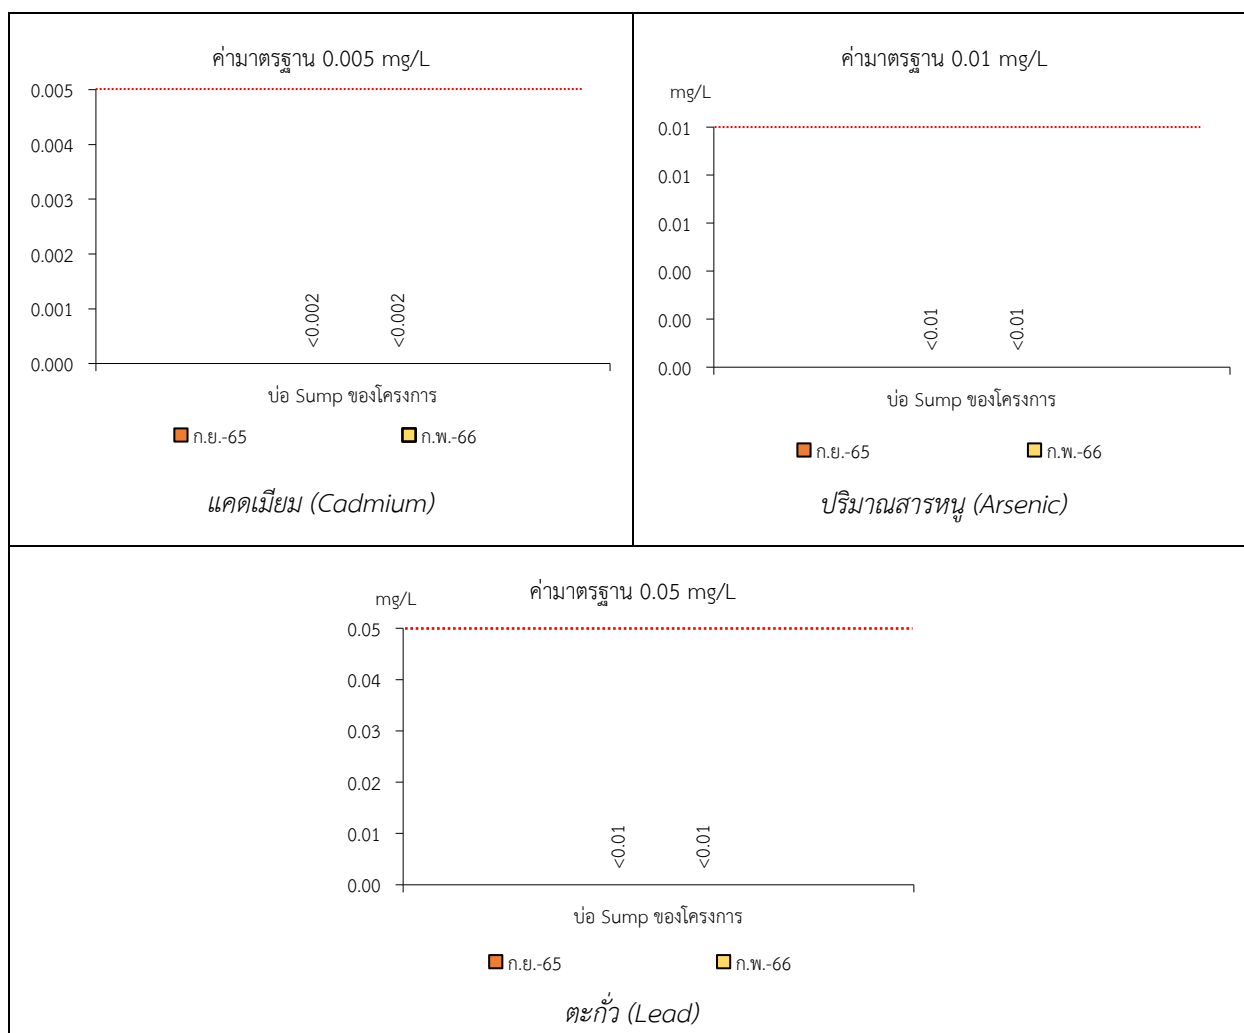 ค่ามาตรฐาน 0.005 mg/L
0.005
0.004
0.003
0.002
0.001
0.000
<0.002
<0.002
บ่อ Sump ของโครงการ
ก.ย.-65 ก.พ.-66
แคดเมียม (Cadmium)
ค่ามาตรฐาน 0.01 mg/L
mg/L
0.01
0.01
0.01
0.00
0.00
0.00
<0.01
<0.01
บ่อ Sump ของโครงการ
ก.ย.-65 ก.พ.-66
ปริมาณสารหนู (Arsenic)
ค่ามาตรฐาน 0.05 mg/L
mg/L
0.05
0.04
0.03
0.02
0.01
0.00
<0.01
<0.01
บ่อ Sump ของโครงการ
ก.ย.-65 ก.พ.-66
ตะกั่ว (Lead)